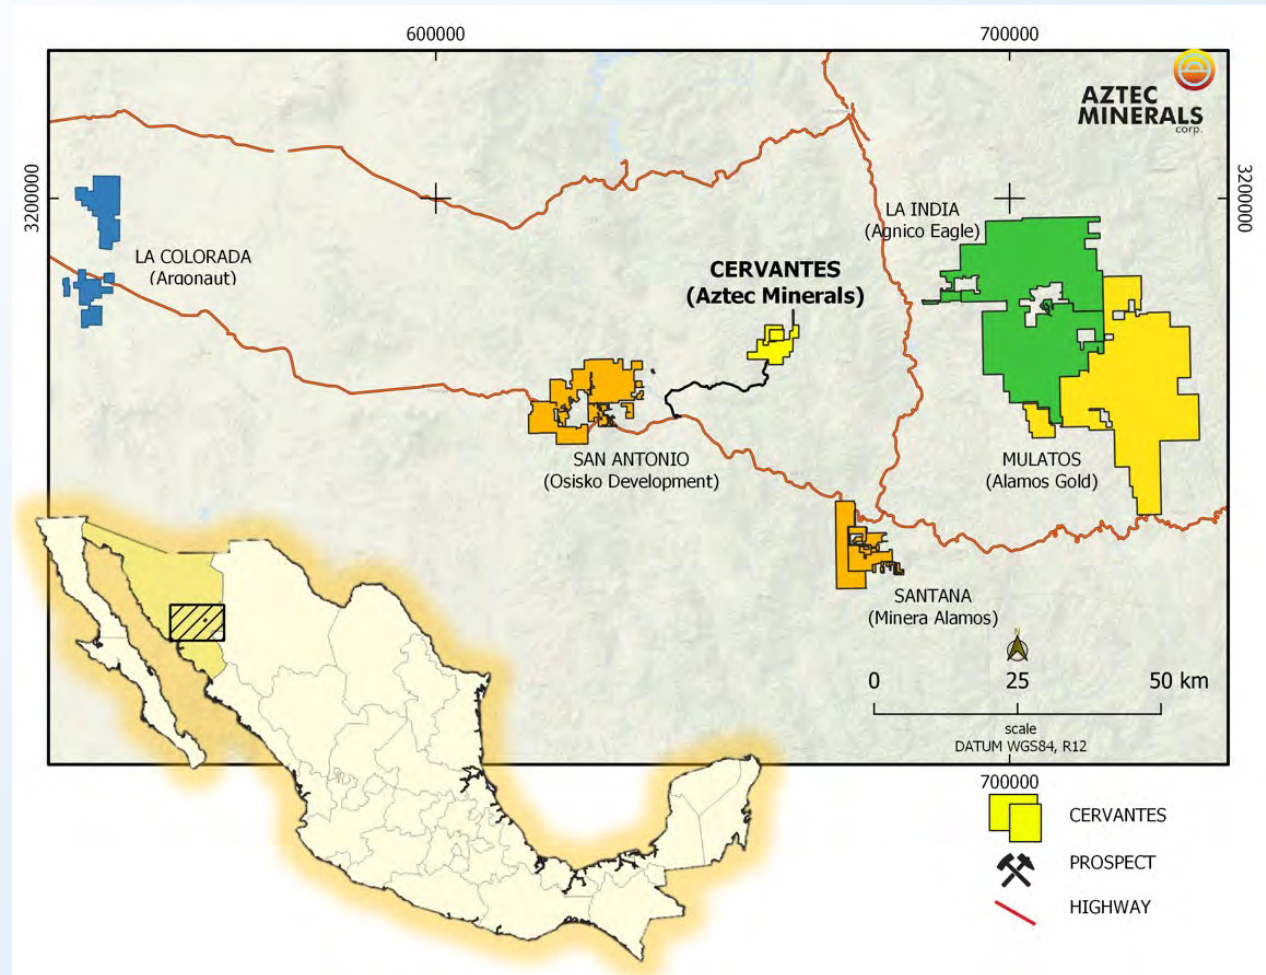 600000
700000
AZTEC
MINERALS
corp.
3200000
3200000
LA INDIA
(Agnico Eagle)
LA COLORADA
(Argonaut)
CERVANTES
(Aztec Minerals)
SAN ANTONIO
(Osisko Development)
MULATOS
(Alamos Gold)
SANTANA
(Minera Alamos)
N
0 25 50 km
scale
DATUM WGS84, R12
700000
CERVANTES
PROSPECT
HIGHWAY